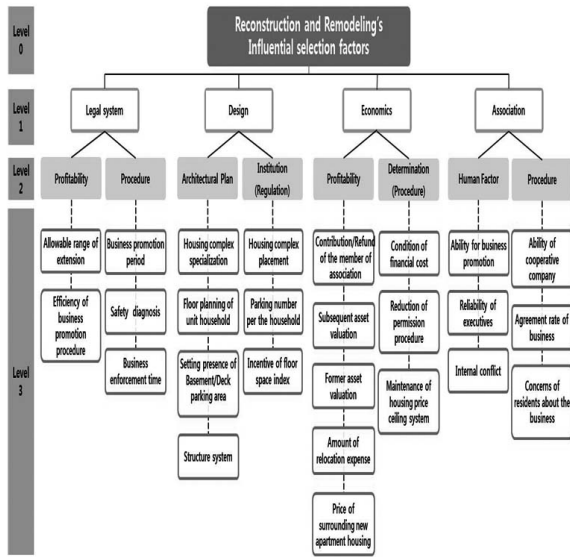 Level
0
Reconstruction and Remodeling's
Influential selection factors
Level
1
Legal system
Design
Economics
Association
Level
2
Profitability
Procedure
Architectural Plan
Institution
(Regulation)
Profitability
Determination
(Procedure)
Human Factor
Procedure
Level
3
Allowable range of
extension
Efficiency of
business
promotion
procedure
Business promotion
period
Safety diagnosis
Business
enforcement time
Housing complex
specialization
Floor planning of
unit household
Setting presence of
Basement/Deck
parking area
Structure system
Housing complex
placement
Parking number
per the household
Incentive of floor
space index
Contribution/Refund
of the member of
association
Subsequent asset
valuation
Former asset
valuation
Amount of
relocation expense
Price of
surrounding new
apartment housing
Condition of
financial cost
Reduction of
permission
procedure
Maintenance of
housing price
ceiling system
Ability for business
promotion
Reliability of
executives
Internal conflict
Ability of
cooperative
company
Agreement rate of
business
Concerns of
residents about the
business